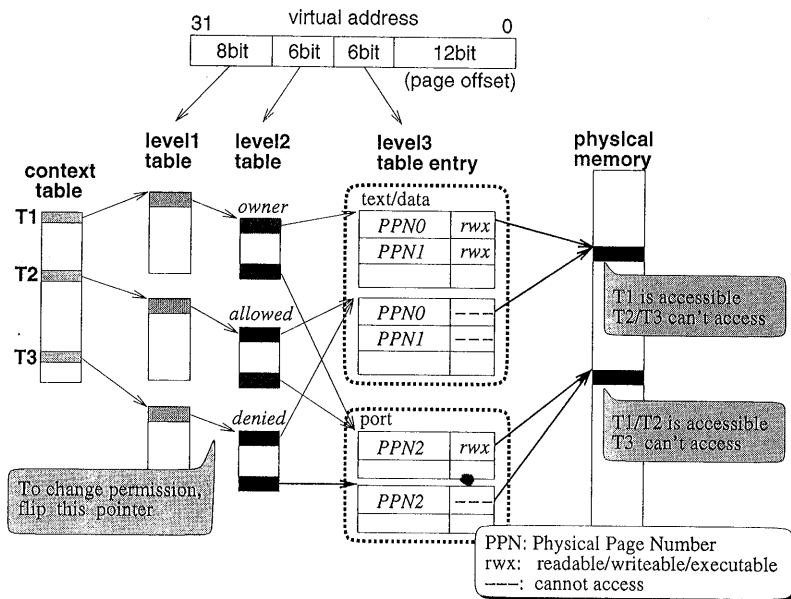 virtual address
31
0
8bit
6bit
6bit
12bit
(page offset)
level1
table
level2
table
level3
table entry
physical
memory
context
table
T1
T2
T3
owner
allowed
denied
text/data
PPN0
rwx
PPN1
rwx
PPN0
---
PPN1
---
port
PPN2
rwx
PPN2
---
T1 is accessible
T2/T3 can't access
T1/T2 is accessible
T3 can't access
To change permission,
flip this pointer
PPN: Physical Page Number
rwx: readable/writeable/executable
---: cannot access